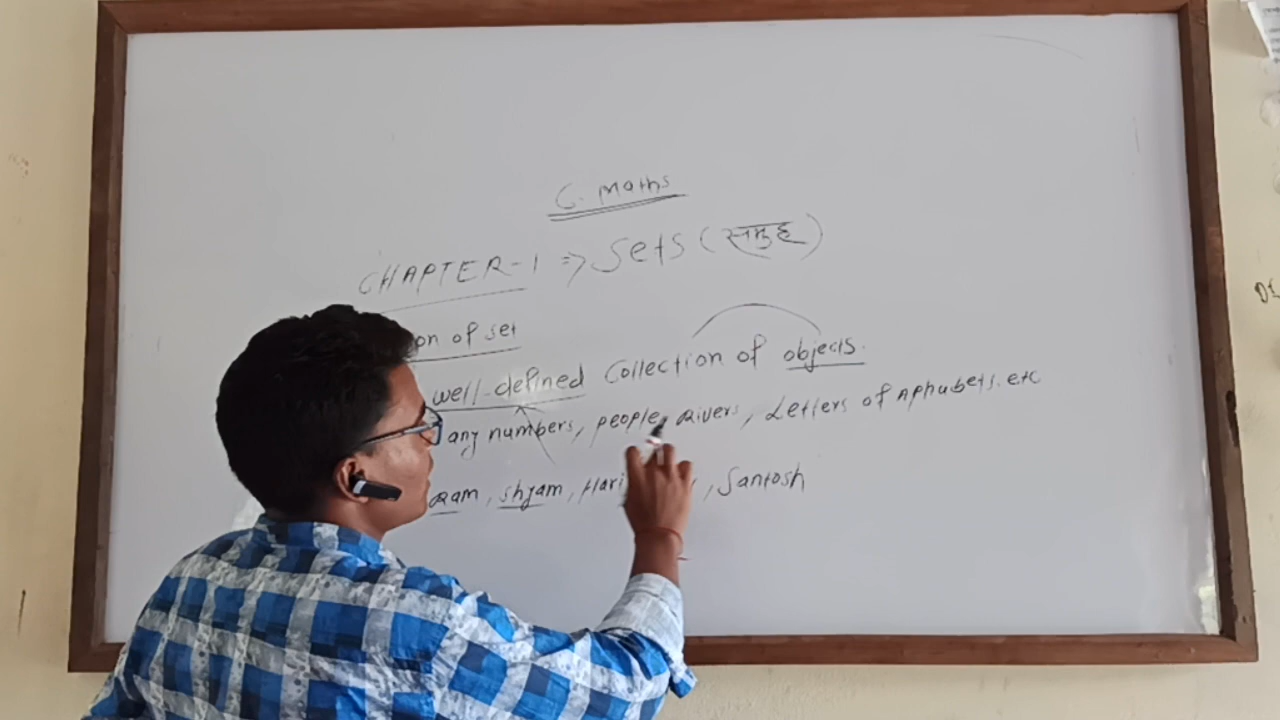 C. Maths
CHAPTER-1 => Sets (समुह)
on of set
well-defined collection of objects.
any numbers, people, Rivers, Letters of Aphabets. etc
Ram, Shyam, Hari , Santosh